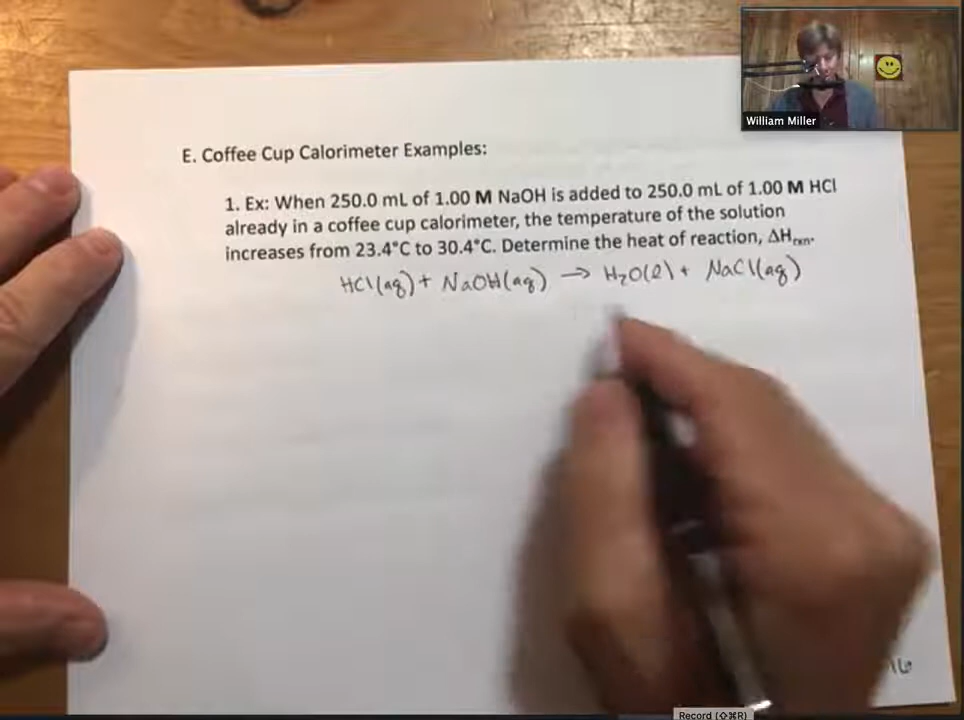 William Miller
E. Coffee Cup Calorimeter Examples:
1. Ex: When 250.0 mL of 1.00 M NaOH is added to 250.0 mL of 1.00 M HCl
already in a coffee cup calorimeter, the temperature of the solution
increases from 23.4°C to 30.4°C. Determine the heat of reaction, ΔHrxn.
HCl(aq) + NaOH(aq) → H₂O(l) + NaCl(aq)
16
Record (⇧⌘R)